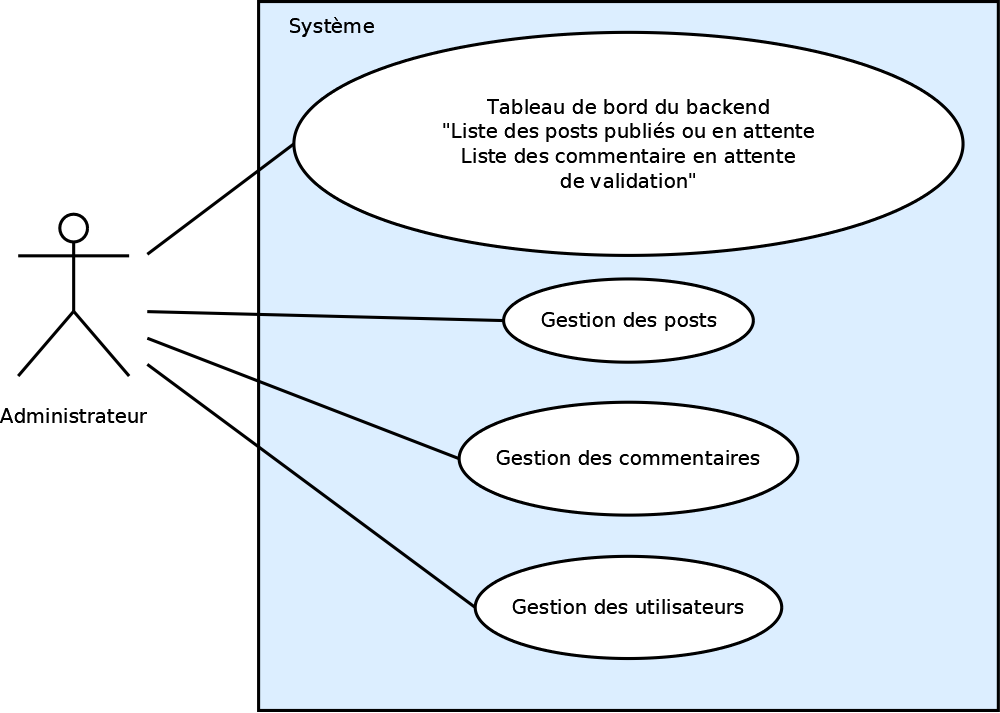 Système
Tableau de bord du backend
"Liste des posts publiés ou en attente
Liste des commentaire en attente
de validation"
Gestion des posts
Administrateur
Gestion des commentaires
Gestion des utilisateurs